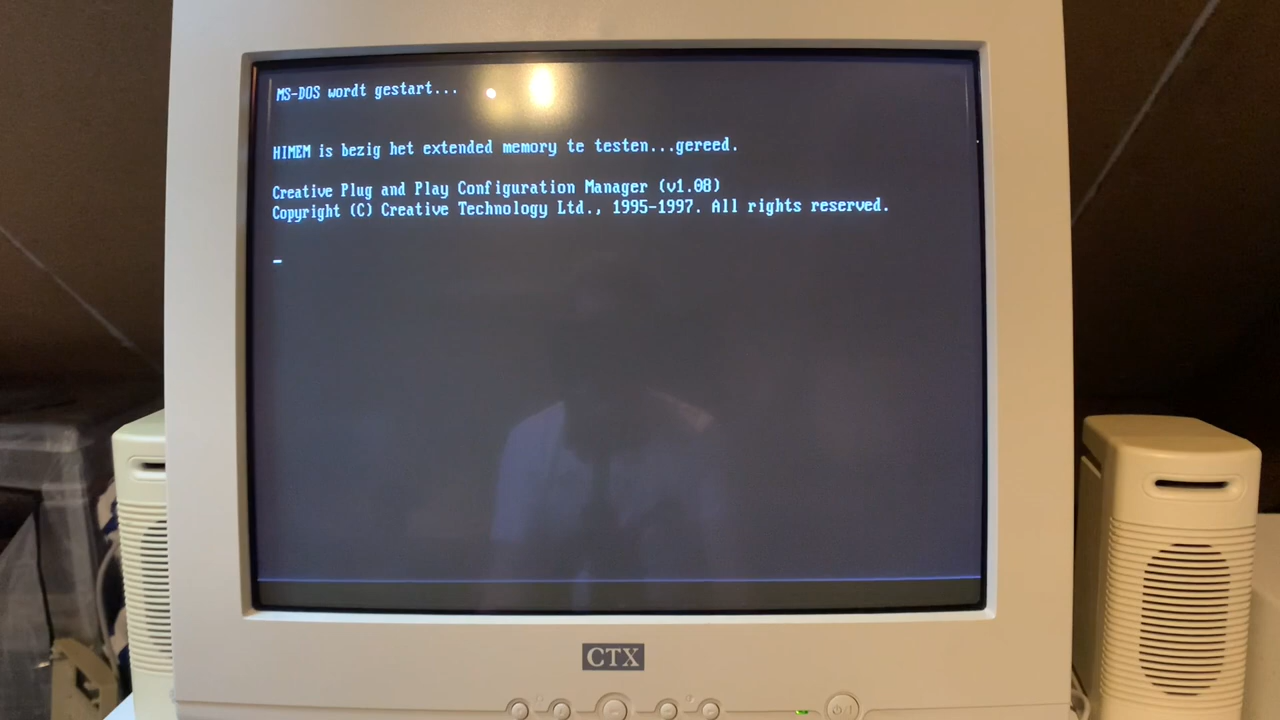 MS-DOS wordt gestart...
HIMEM is bezig het extended memory te testen...gereed.
Creative Plug and Play Configuration Manager (v1.08)
Copyright (C) Creative Technology Ltd., 1995-1997. All rights reserved.
CTX